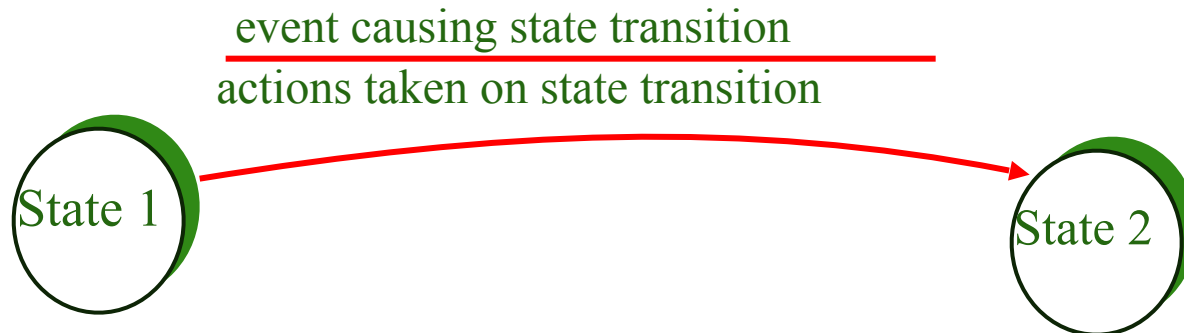 event causing state transition
actions taken on state transition
State 1
State 2